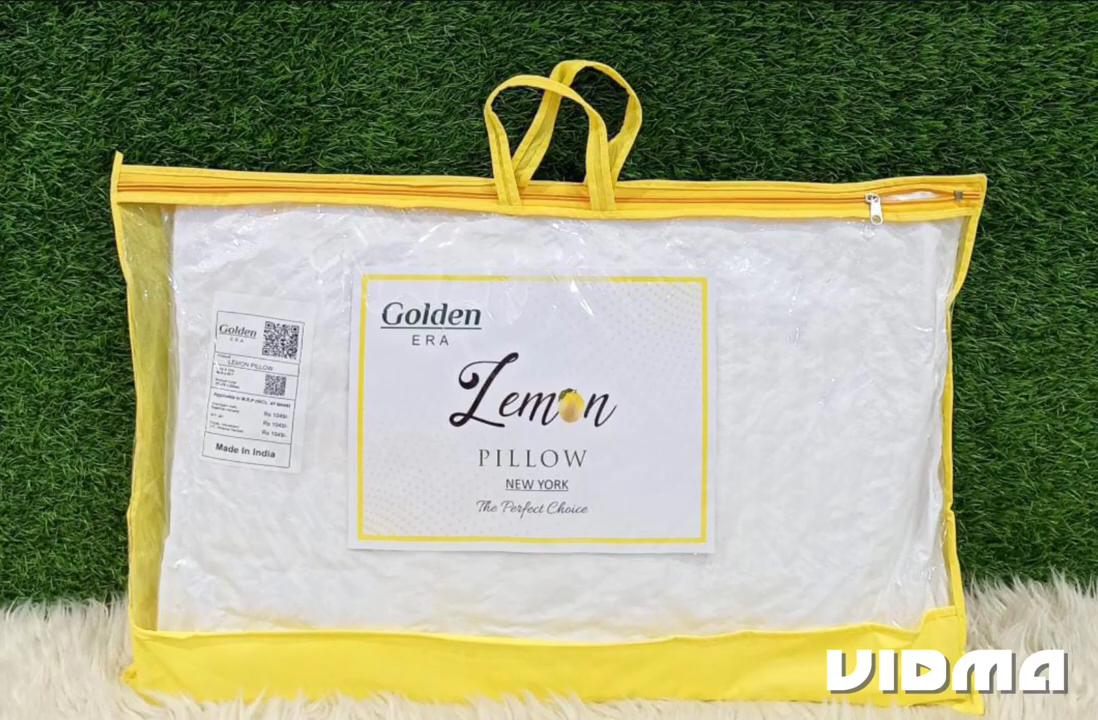 Golden
ERA
Lemon
PILLOW
NEW YORK
The Perfect Choice
Golden
ERA
LEMON PILLOW
Rs 1049/-
Rs 1049/-
Rs 1049/-
Made In India
VIDMA